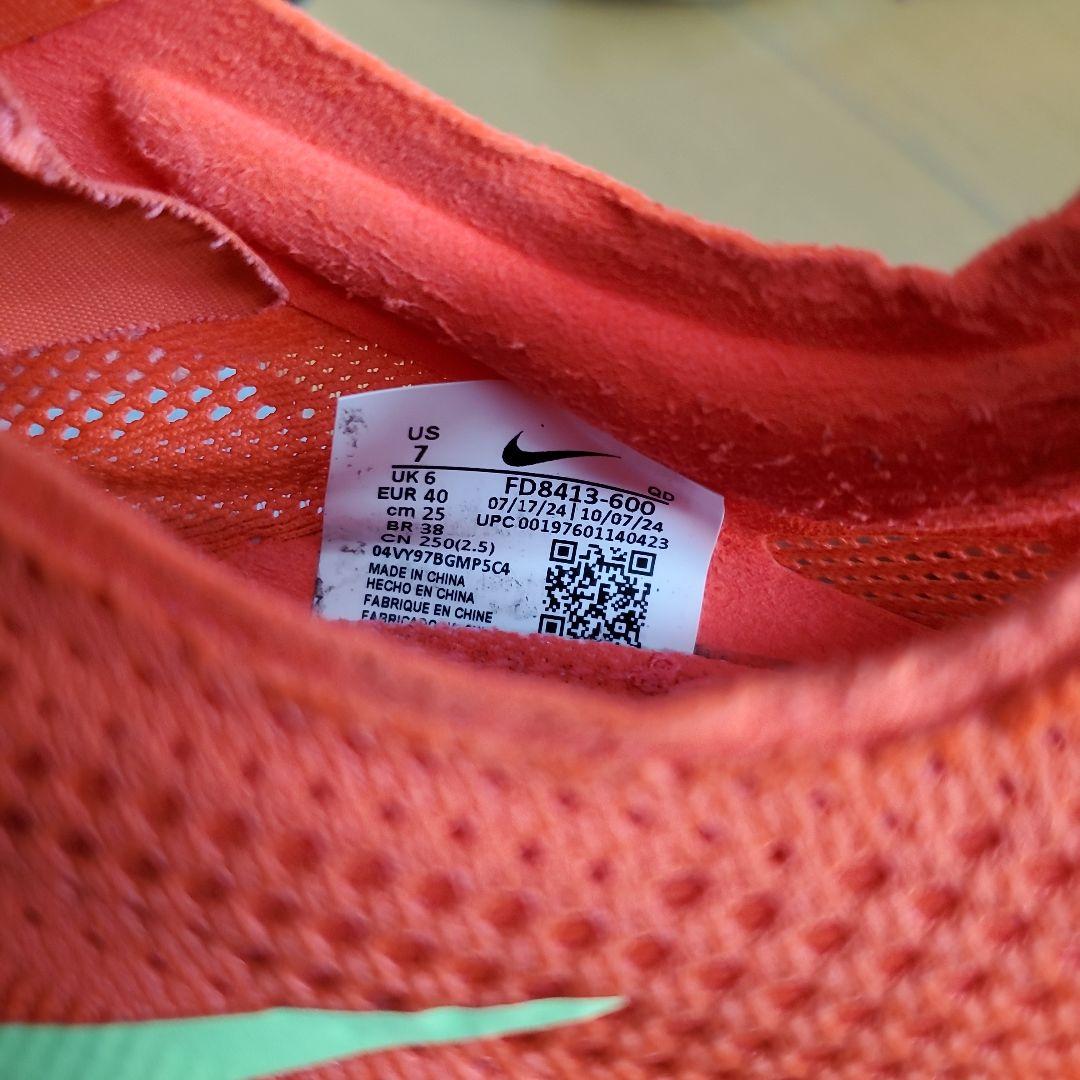 US
7
UK 6
EUR 40
cm 25
BR 38
CN 250(2.5)
04VY97BGMP5C4
MADE IN CHINA
HECHO EN CHINA
FABRIQUE EN CHINE
FABRICADO
QD
FD8413-600
07/17/24 | 10/07/24
UPC 00197601140423